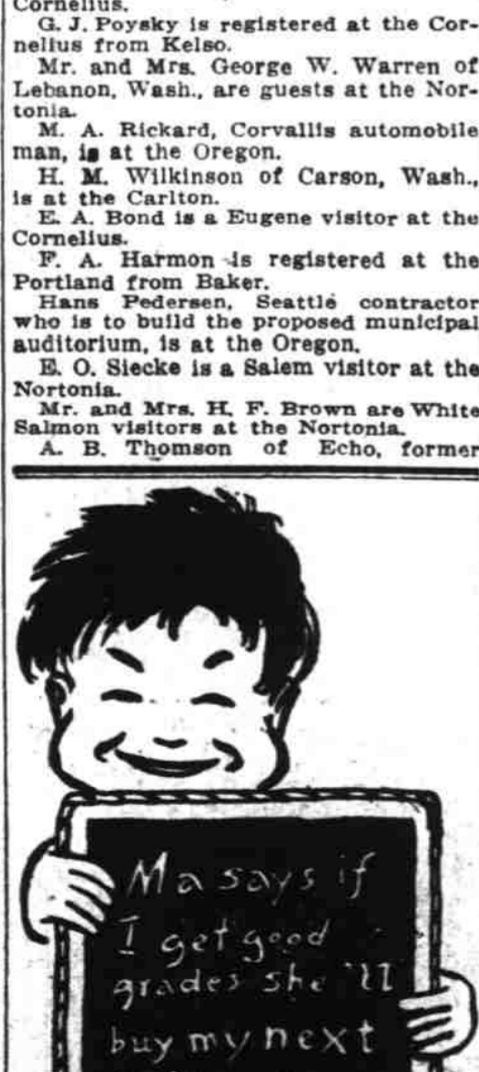 Cornelius.
G. J. Poysky is registered at the Cor-
nelius from Kelso.
Mr. and Mrs. George W. Warren of
Lebanon, Wash., are guests at the Nor-
tonia.
M. A. Rickard, Corvallis automobile
man, is at the Oregon.
H. M. Wilkinson of Carson, Wash.,
is at the Carlton.
E. A. Bond is a Eugene visitor at the
Cornelius.
F. A. Harmon is registered at the
Portland from Baker.
Hans Pedersen, Seattle contractor
who is to build the proposed municipal
auditorium, is at the Oregon.
E. O. Siecke is a Salem visitor at the
Nortonia.
Mr. and Mrs. H. F. Brown are White
Salmon visitors at the Nortonia.
A. B. Thomson of Echo, former
Ma says if
I get good
grades she'll
buy my next